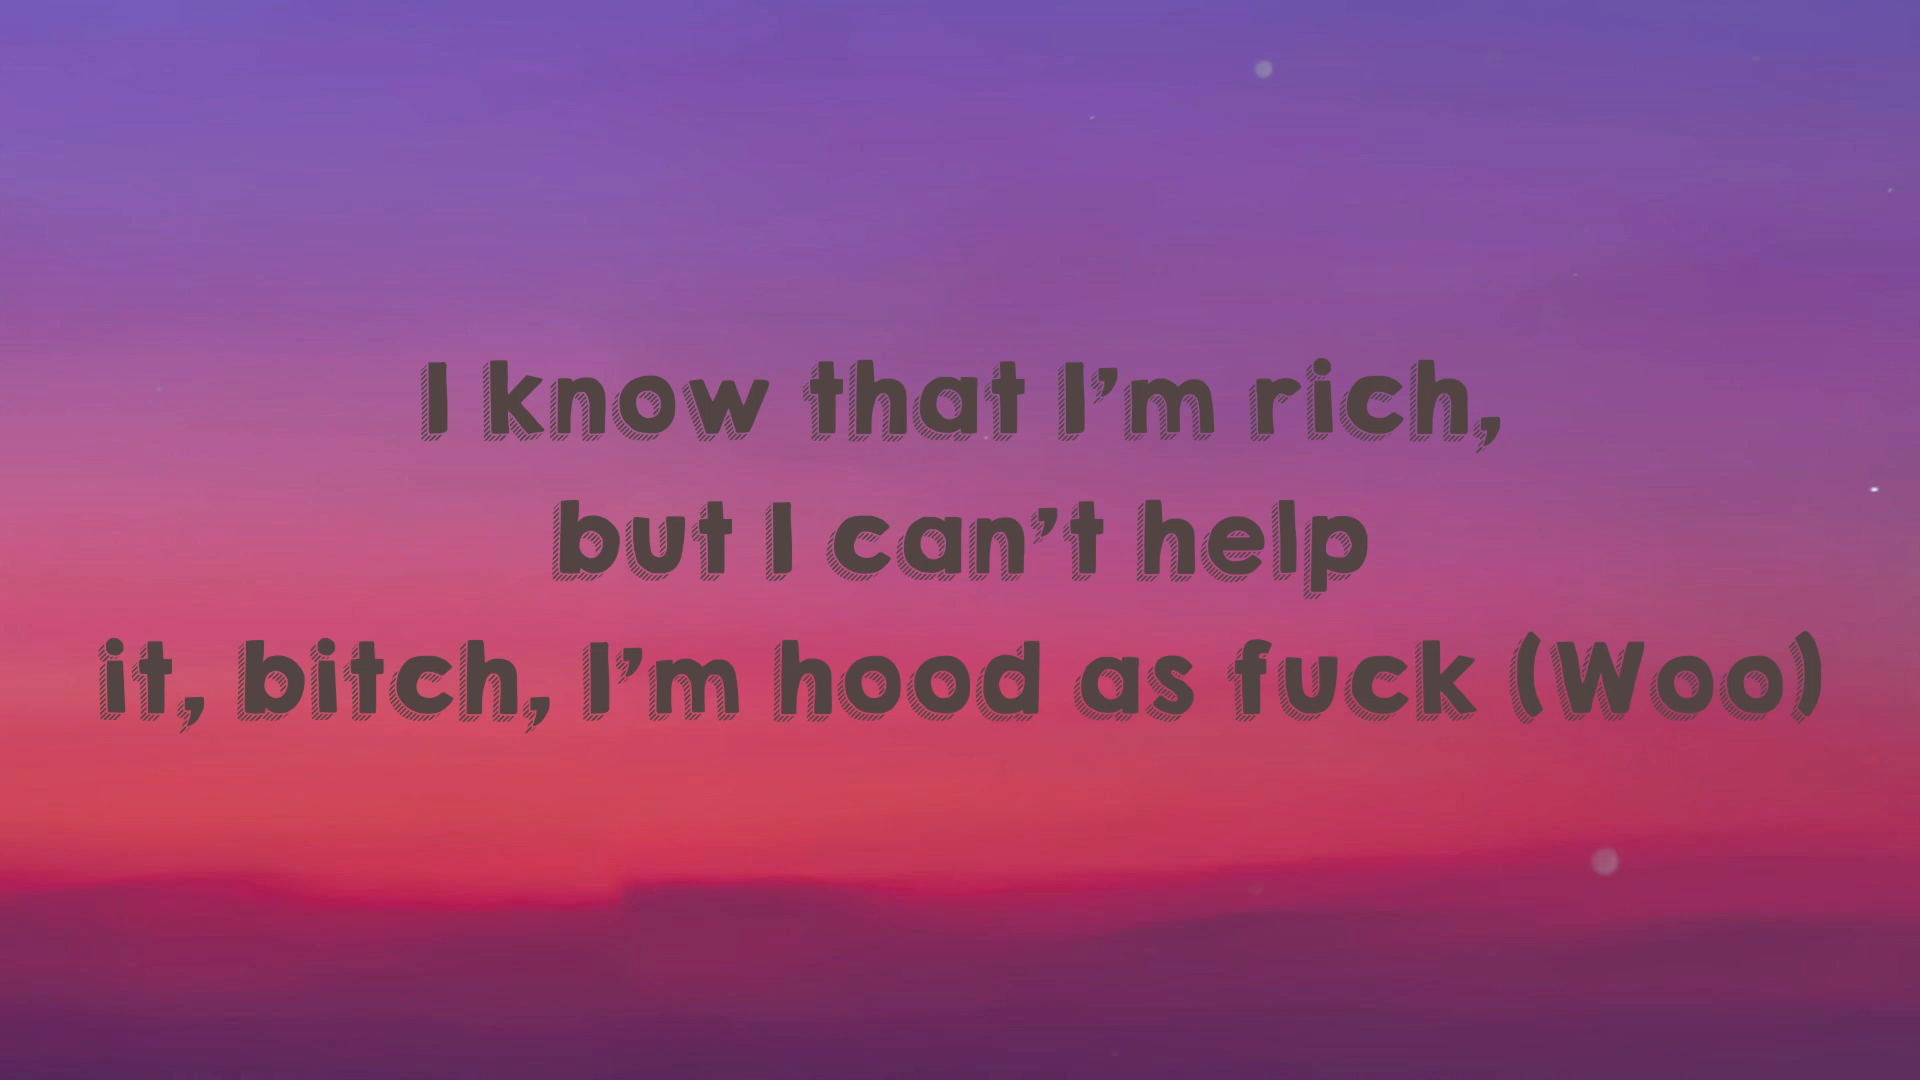 I know that I’m rich,
but I can’t help
it, bitch, I’m hood as fuck (Woo)